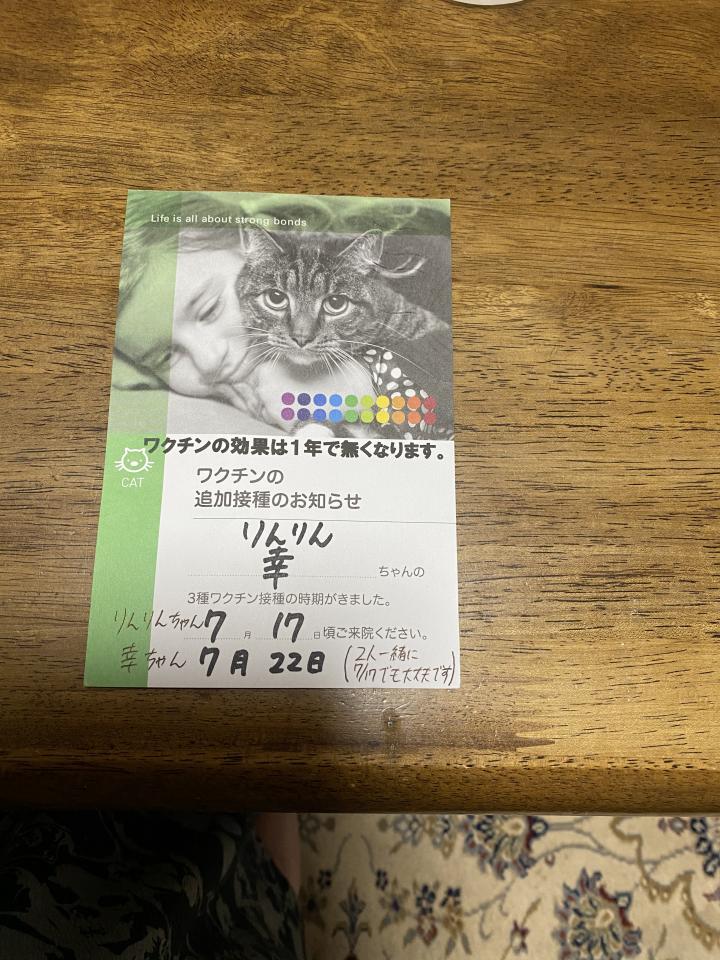 Life is all about strong bonds
ワクチンの効果は1年で無くなります。
CAT
ワクチンの
追加接種のお知らせ
りんりん
幸
ちゃんの
3種ワクチン接種の時期がきました。
りんりんちゃん 7月 17日頃ご来院ください。
幸ちゃん 7月 22日 (2人一緒に
7/17でも大丈夫です)